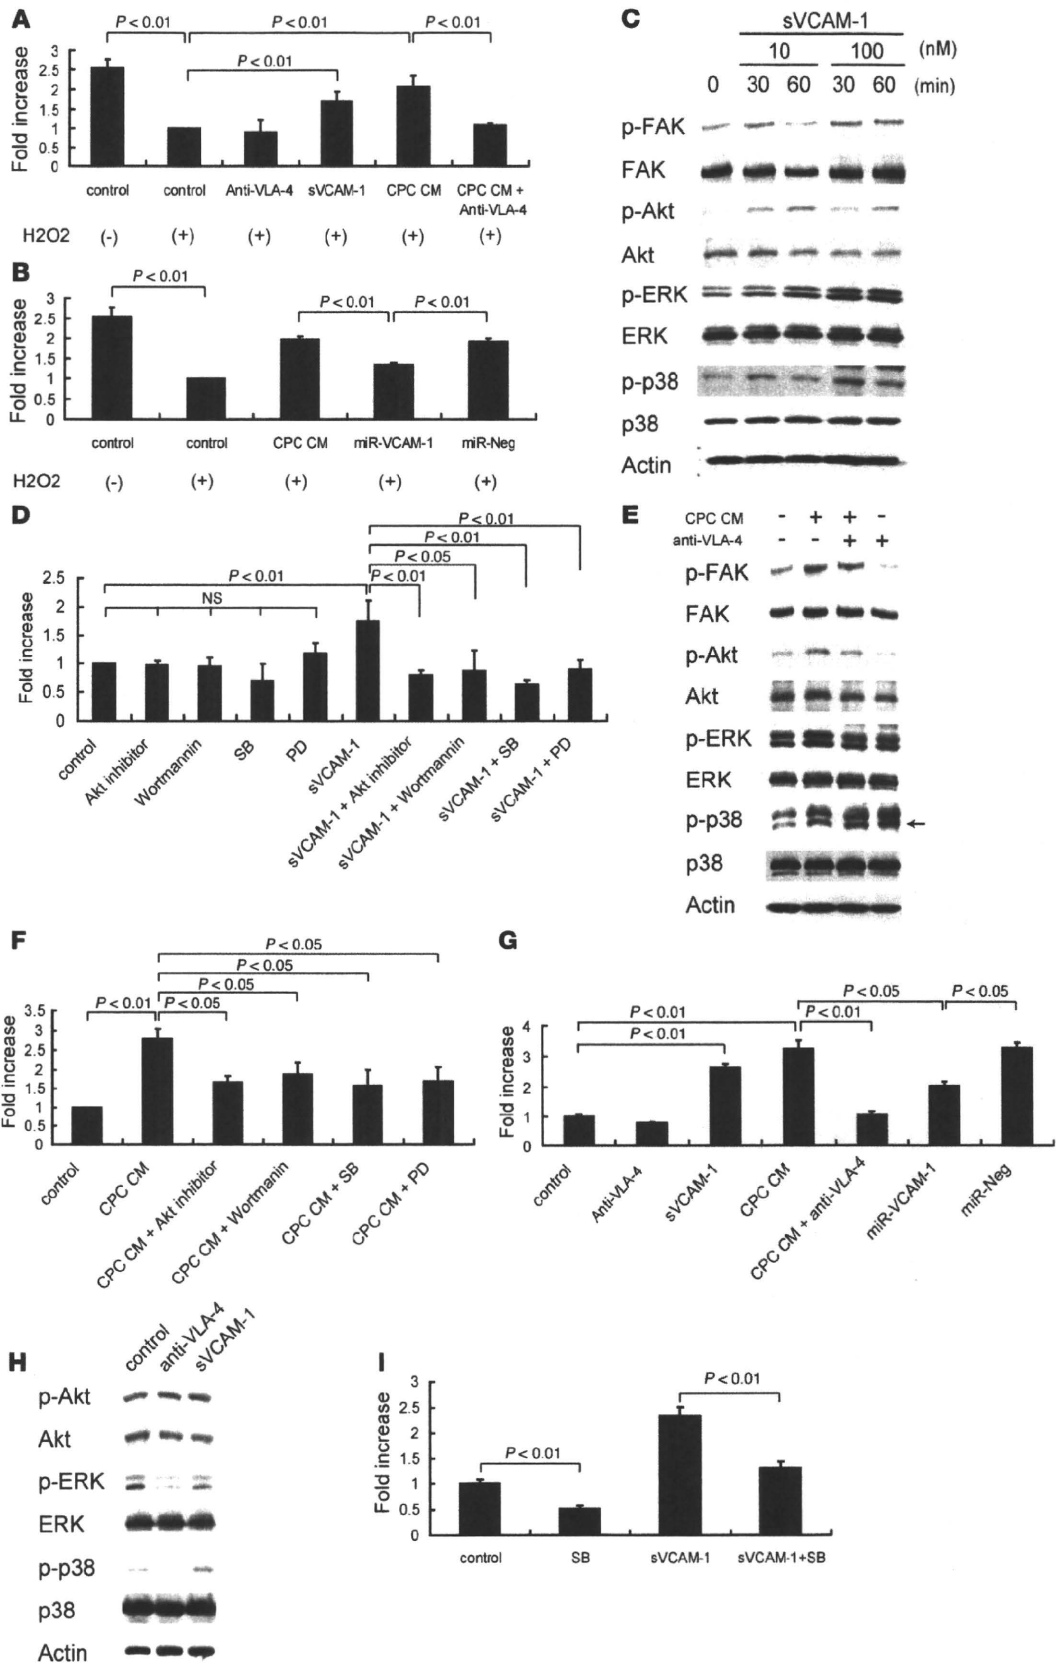 A
P < 0.01
P < 0.01
P < 0.01
P < 0.01
Fold increase
3
2.5
2
1.5
1
0.5
0
control control Anti-VLA-4 sVCAM-1 CPC CM CPC CM + Anti-VLA-4
H2O2 (-) (+) (+) (+) (+) (+)
B
P < 0.01
P < 0.01
P < 0.01
Fold increase
3
2.5
2
1.5
1
0.5
0
control control CPC CM miR-VCAM-1 miR-Neg
H2O2 (-) (+) (+) (+) (+)
C
sVCAM-1
10 100 (nM)
0 30 60 30 60 (min)
p-FAK
FAK
p-Akt
Akt
p-ERK
ERK
p-p38
p38
Actin
D
P < 0.01
P < 0.01
P < 0.05
P < 0.01
P < 0.01
NS
Fold increase
2.5
2
1.5
1
0.5
0
control
Akt inhibitor
Wortmannin
SB
PD
sVCAM-1
sVCAM-1 + Akt inhibitor
sVCAM-1 + Wortmannin
sVCAM-1 + SB
sVCAM-1 + PD
E
CPC CM - + + -
anti-VLA-4 - - + +
p-FAK
FAK
p-Akt
Akt
p-ERK
ERK
p-p38
p38
Actin
F
P < 0.05
P < 0.05
P < 0.05
P < 0.01 P < 0.05
Fold increase
3.5
3
2.5
2
1.5
1
0.5
0
control
CPC CM
CPC CM + Akt inhibitor
CPC CM + Wortmanin
CPC CM + SB
CPC CM + PD
G
P < 0.05 P < 0.05
P < 0.01 P < 0.01
P < 0.01
Fold increase
4
3
2
1
0
control
Anti-VLA-4
sVCAM-1
CPC CM
CPC CM + anti-VLA-4
miR-VCAM-1
miR-Neg
H
control
anti-VLA-4
sVCAM-1
p-Akt
Akt
p-ERK
ERK
p-p38
p38
Actin
I
P < 0.01
P < 0.01
Fold increase
3
2.5
2
1.5
1
0.5
0
control SB sVCAM-1 sVCAM-1+SB